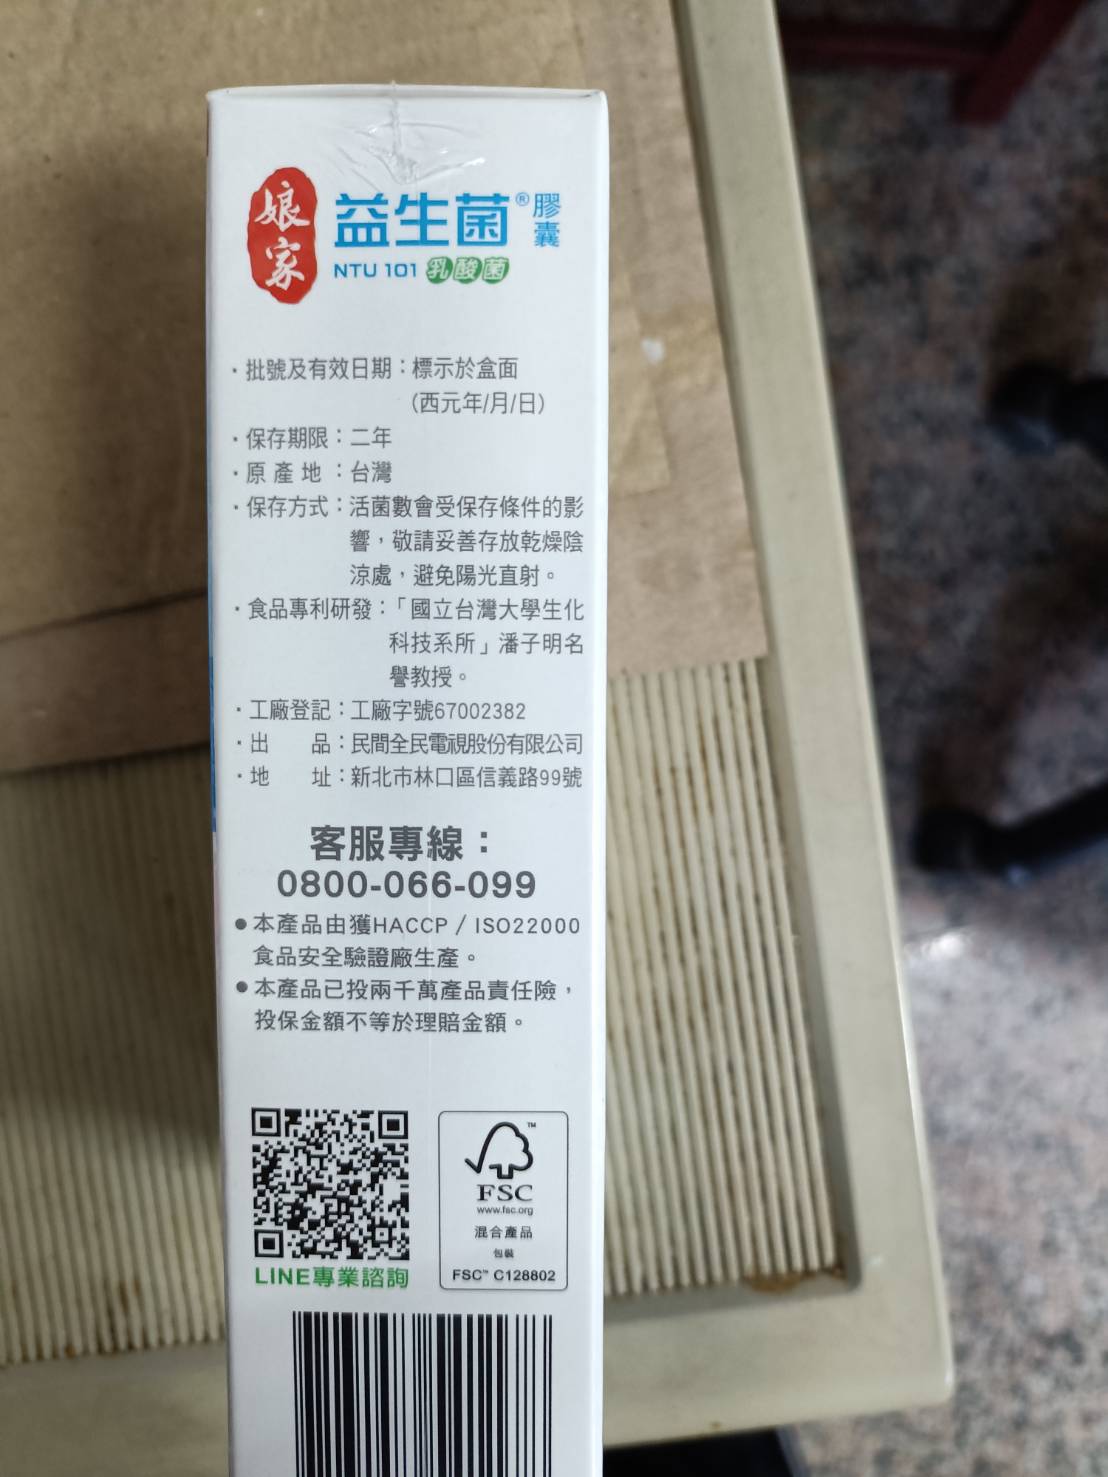 娘家
益生菌®膠囊
NTU 101 乳酸菌
·批號及有效日期：標示於盒面
(西元年/月/日)
·保存期限：二年
·原產地：台灣
·保存方式：活菌數會受保存條件的影
響，敬請妥善存放乾燥陰
涼處，避免陽光直射。
·食品專利研發：「國立台灣大學生化
科技系所」潘子明名
譽教授。
·工廠登記：工廠字號67002382
·出　　品：民間全民電視股份有限公司
·地　　址：新北市林口區信義路99號
客服專線：
0800-066-099
●本產品由獲HACCP / ISO22000
食品安全驗證廠生產。
●本產品已投兩千萬產品責任險，
投保金額不等於理賠金額。
LINE專業諮詢
TM
FSC
www.fsc.org
混合產品
包裝
FSC™ C128802